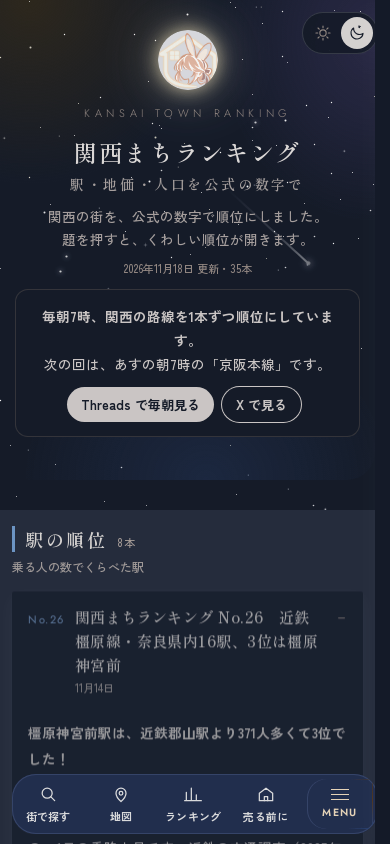 KANSAI TOWN RANKING
関西まちランキング
駅・地価・人口を公式の数字で
関西の街を、公式の数字で順位にしました。
題を押すと、くわしい順位が開きます。
2026年11月18日 更新・35本
毎朝7時、関西の路線を1本ずつ順位にしていま
す。
次の回は、あすの朝7時の「京阪本線」です。
Threads で毎朝見る
X で見る
駅の順位 8本
乗る人の数でくらべた駅
No.26 関西まちランキング No.26 近鉄
橿原線・奈良県内16駅、3位は橿原
神宮前
11月14日
橿原神宮前駅は、近鉄郡山駅より371人多くて3位で
した！
街で探す
地図
ランキング
売る前に
MENU